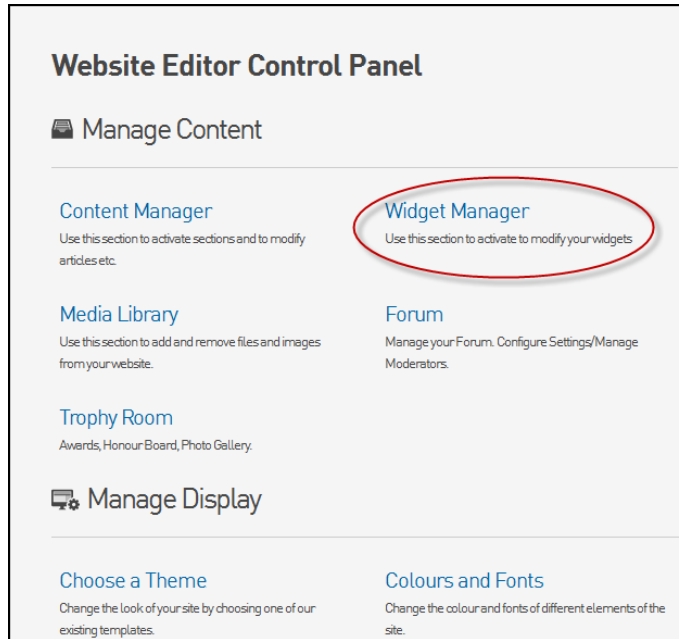 Website Editor Control Panel
Manage Content
Content Manager
Use this section to activate sections and to modify
articles etc.
Widget Manager
Use this section to activate to modify your widgets
Media Library
Use this section to add and remove files and images
from your website.
Forum
Manage your Forum. Configure Settings/Manage
Moderators.
Trophy Room
Awards, Honour Board, Photo Gallery.
Manage Display
Choose a Theme
Change the look of your site by choosing one of our
existing templates.
Colours and Fonts
Change the colour and fonts of different elements of the
site.